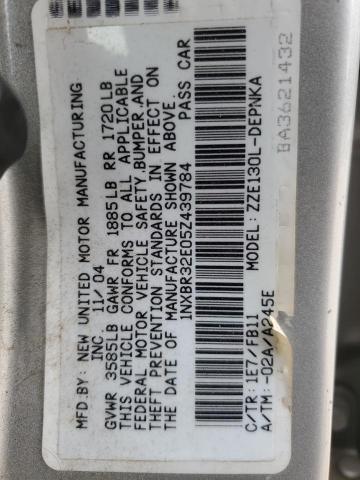 MFD.BY: NEW UNITED MOTOR MANUFACTURING
INC. 11/04
GVWR 3585LB GAWR FR 1885LB RR 1720LB
THIS VEHICLE CONFORMS TO ALL APPLICABLE
FEDERAL MOTOR VEHICLE SAFETY,BUMPER,AND
THEFT PREVENTION STANDARDS IN EFFECT ON
THE DATE OF MANUFACTURE SHOWN ABOVE.
1NXBR32E05Z439784 PASS CAR
C/TR:1E7/FB11 MODEL:ZZE130L-DEPNKA
A/TM:-02A/A245E
BA3621432